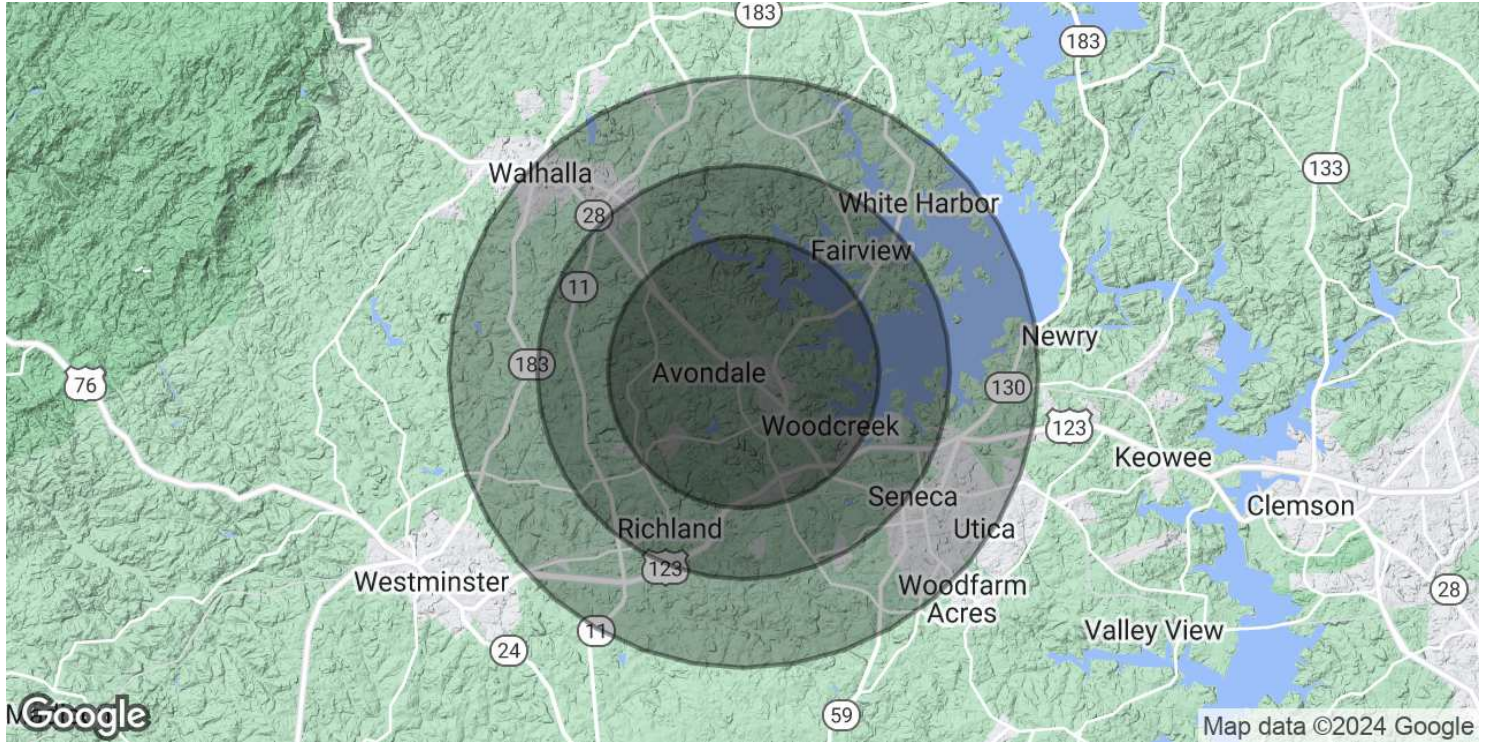 183
183
Walhalla
133
White Harbor
28
Fairview
11
Newry
183
Avondale
76
130
Woodcreek
123
Keowee
Seneca
Clemson
Richland
Utica
123
Westminster
Woodfarm
Acres
28
11
Valley View
24
Google
59
Map data ©2024 Google